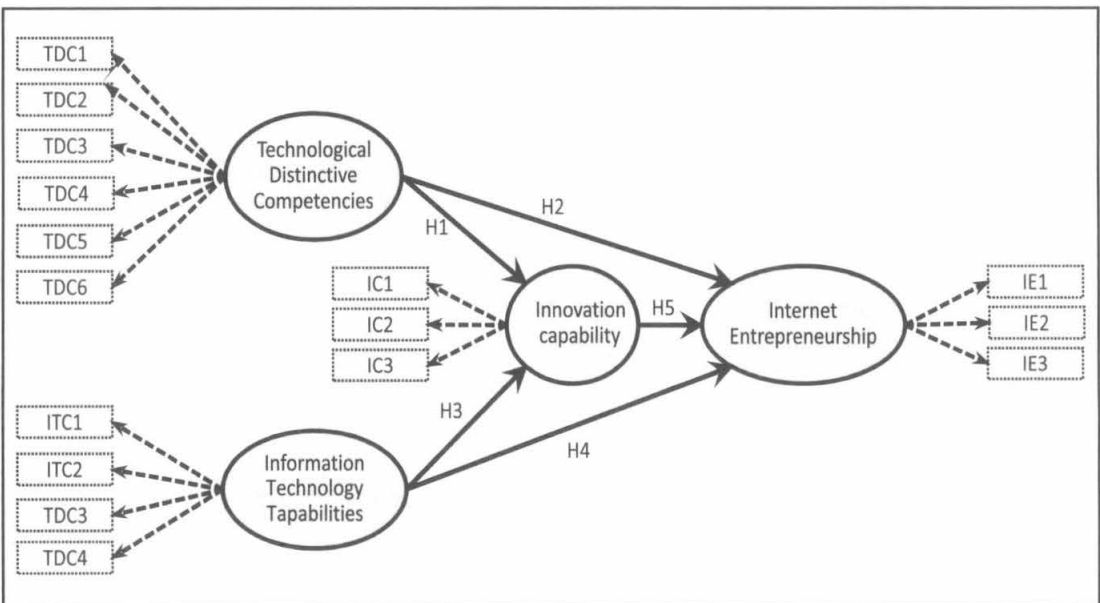 TDC1
TDC2
TDC3
TDC4
TDC5
TDC6
Technological
Distinctive
Competencies
H1
H2
IC1
IC2
IC3
Innovation
capability
H5
Internet
Entrepreneurship
IE1
IE2
IE3
H3
H4
ITC1
ITC2
TDC3
TDC4
Information
Technology
Tapabilities